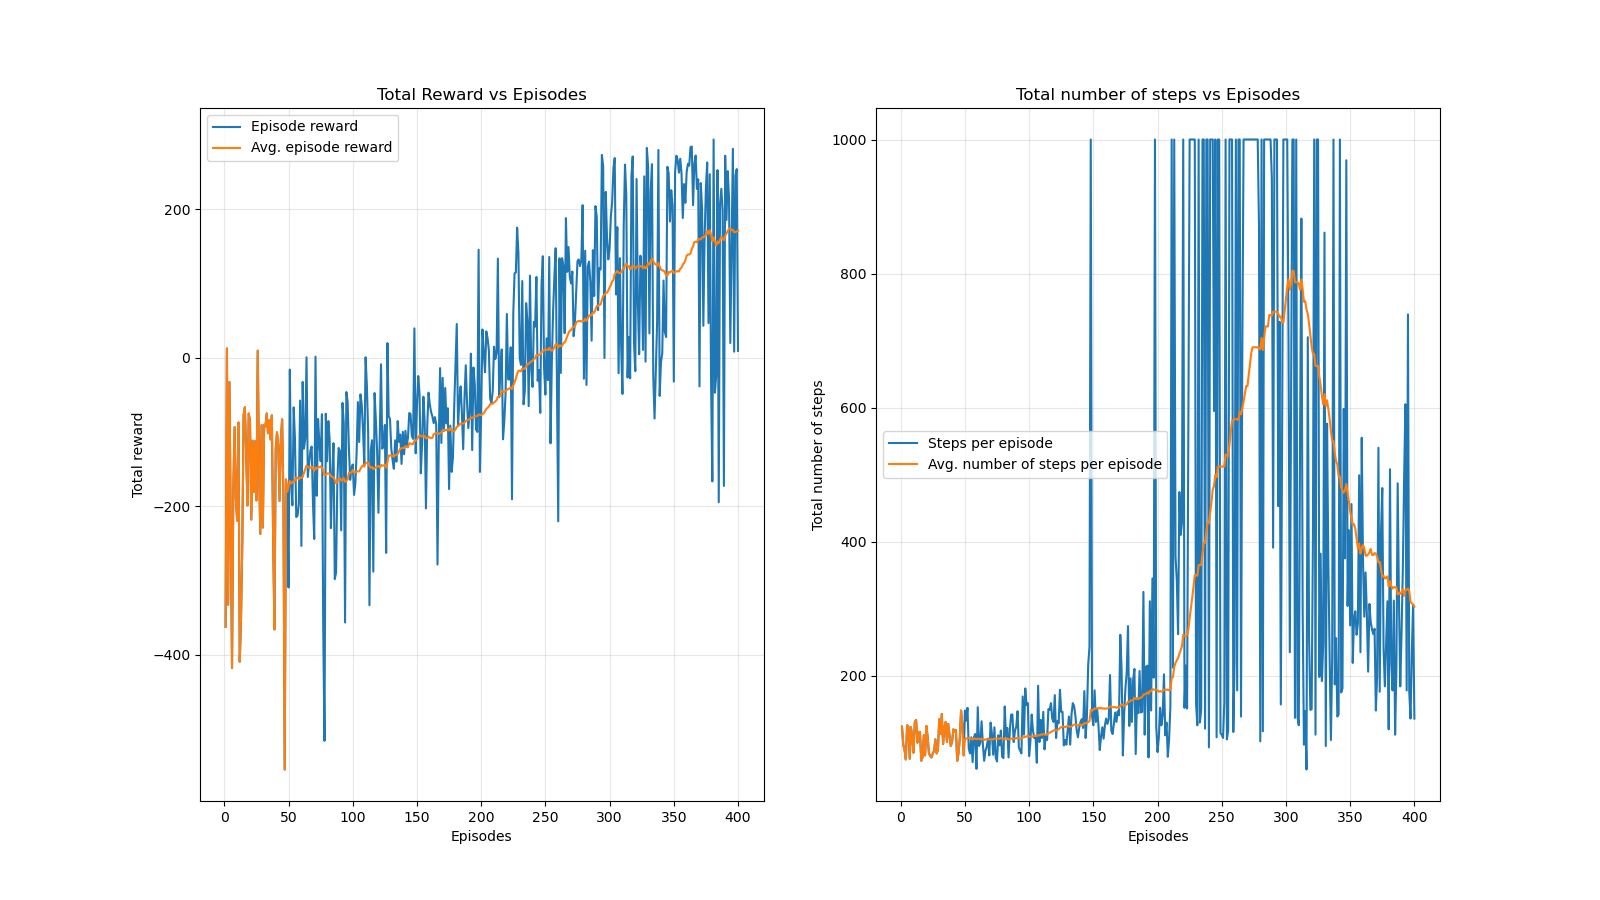 Total Reward vs Episodes
Episode reward
Avg. episode reward
200
0
−200
−400
Total reward
0 50 100 150 200 250 300 350 400
Episodes
Total number of steps vs Episodes
1000
800
600
400
200
Total number of steps
Steps per episode
Avg. number of steps per episode
0 50 100 150 200 250 300 350 400
Episodes